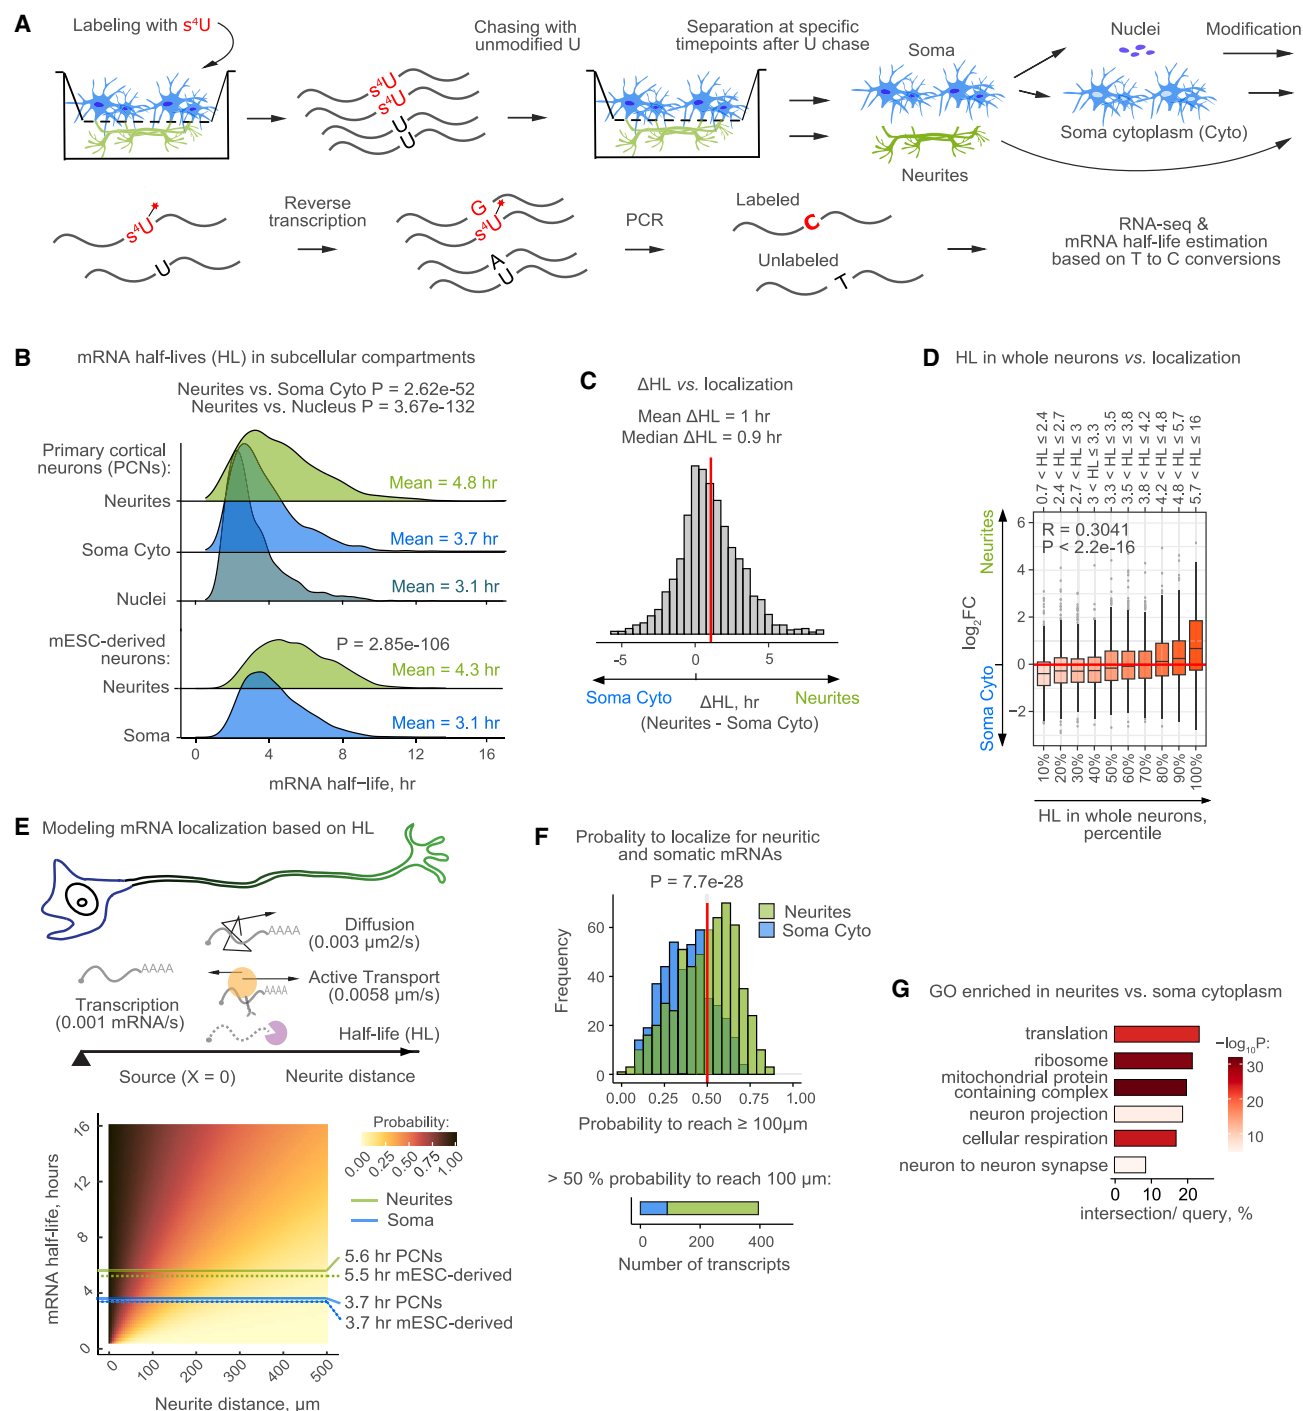 A
Labeling with s⁴U
Chasing with
unmodified U
Separation at specific
timepoints after U chase
Soma
Nuclei
Modification
s⁴U
s⁴U
U
U
Soma cytoplasm (Cyto)
Neurites
s⁴U
U
Reverse
transcription
G
s⁴U
A
U
PCR
Labeled
C
Unlabeled
T
RNA-seq &
mRNA half-life estimation
based on T to C conversions
B
mRNA half-lives (HL) in subcellular compartments
Neurites vs. Soma Cyto P = 2.62e-52
Neurites vs. Nucleus P = 3.67e-132
Primary cortical
neurons (PCNs):
Neurites
Mean = 4.8 hr
Soma Cyto
Mean = 3.7 hr
Nuclei
Mean = 3.1 hr
mESC-derived
neurons:
P = 2.85e-106
Neurites
Mean = 4.3 hr
Soma
Mean = 3.1 hr
0 4 8 12 16
mRNA half−life, hr
C
ΔHL vs. localization
Mean ΔHL = 1 hr
Median ΔHL = 0.9 hr
-5 0 5
Soma Cyto
ΔHL, hr
Neurites
(Neurites - Soma Cyto)
D
HL in whole neurons vs. localization
0.7 < HL ≤ 2.4
2.4 < HL ≤ 2.7
2.7 < HL ≤ 3
3 < HL ≤ 3.3
3.3 < HL ≤ 3.5
3.5 < HL ≤ 3.8
3.8 < HL ≤ 4.2
4.2 < HL ≤ 4.8
4.8 < HL ≤ 5.7
5.7 < HL ≤ 16
R = 0.3041
P < 2.2e-16
6
4
2
0
−2
Neurites
log₂FC
Soma Cyto
10%
20%
30%
40%
50%
60%
70%
80%
90%
100%
HL in whole neurons,
percentile
E
Modeling mRNA localization based on HL
Diffusion
(0.003 µm2/s)
AAAA
AAAA
Active Transport
(0.0058 µm/s)
AAAA
Transcription
(0.001 mRNA/s)
Half-life (HL)
Source (X = 0)
Neurite distance
Probability:
0.00
0.25
0.50
0.75
1.00
Neurites
Soma
5.6 hr PCNs
5.5 hr mESC-derived
3.7 hr PCNs
3.7 hr mESC-derived
mRNA half-life, hours
16
12
8
4
0
0 100 200 300 400 500
Neurite distance, µm
F
Probality to localize for neuritic
and somatic mRNAs
P = 7.7e-28
Neurites
Soma Cyto
Frequency
60
40
20
0
0.00 0.25 0.50 0.75 1.00
Probability to reach ≥ 100µm
> 50 % probability to reach 100 µm:
0 200 400
Number of transcripts
G
GO enriched in neurites vs. soma cytoplasm
translation
ribosome
mitochondrial protein
containing complex
neuron projection
cellular respiration
neuron to neuron synapse
−log₁₀P:
30
20
10
0 10 20
intersection/ query, %